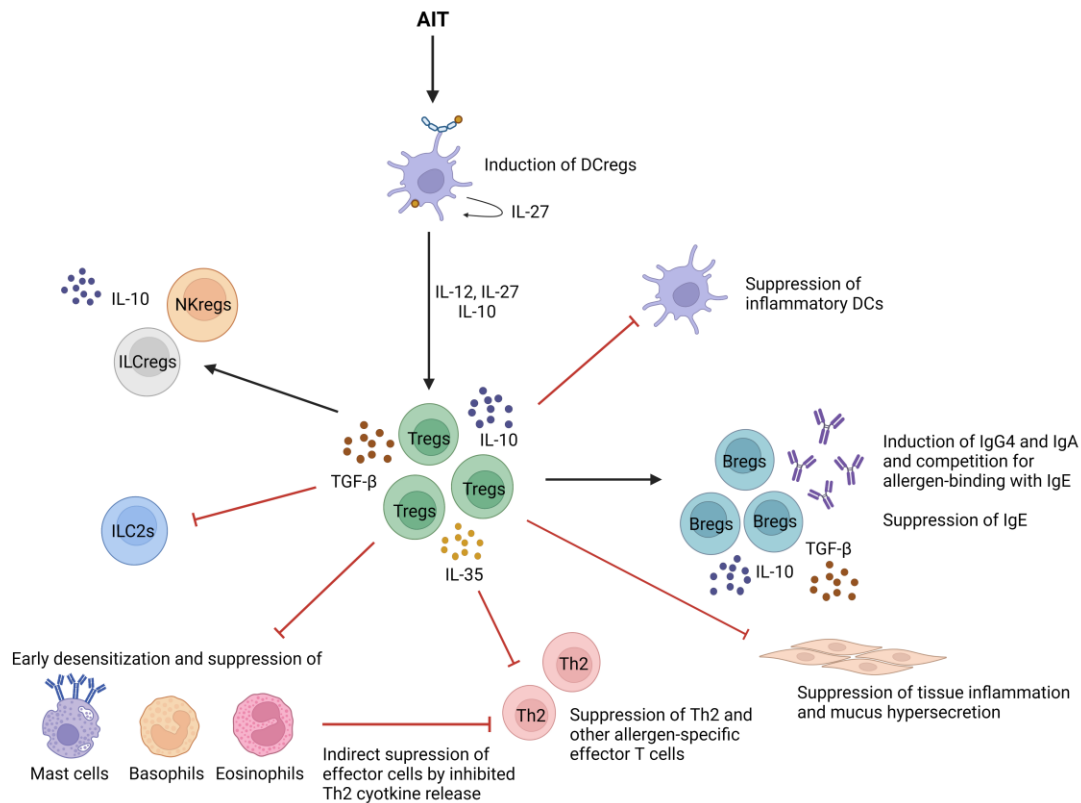 AIT
Induction of DCregs
IL-27
IL-12, IL-27
IL-10
Suppression of
inflammatory DCs
IL-10
NKregs
ILCregs
Tregs
IL-10
TGF-β
Tregs
Tregs
IL-35
ILC2s
Bregs
Bregs
Bregs
IL-10
TGF-β
Induction of IgG4 and IgA
and competition for
allergen-binding with IgE
Suppression of IgE
Early desensitization and suppression of
Mast cells
Basophils
Eosinophils
Indirect supression of
effector cells by inhibited
Th2 cyotkine release
Th2
Th2
Suppression of Th2 and
other allergen-specific
effector T cells
Suppression of tissue inflammation
and mucus hypersecretion